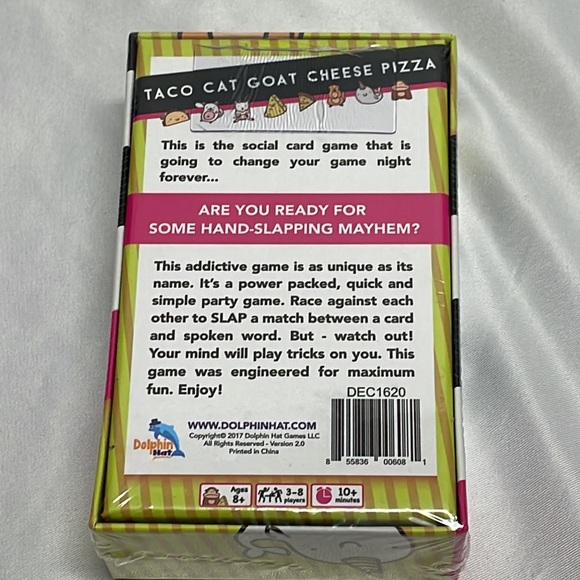 TACO CAT GOAT CHEESE PIZZA
This is the social card game that is
going to change your game night
forever...
ARE YOU READY FOR
SOME HAND-SLAPPING MAYHEM?
This addictive game is as unique as its
name. It's a power packed, quick and
simple party game. Race against each
other to SLAP a match between a card
and spoken word. But - watch out!
Your mind will play tricks on you. This
game was engineered for maximum
fun. Enjoy!
DEC1620
Dolphin
Hat
WWW.DOLPHINHAT.COM
Copyright© 2017 Dolphin Hat Games LLC
All Rights Reserved - Version 2.0
Printed in China
8 55836 00608 1
Ages
8+
3-8
players
10+
minutes